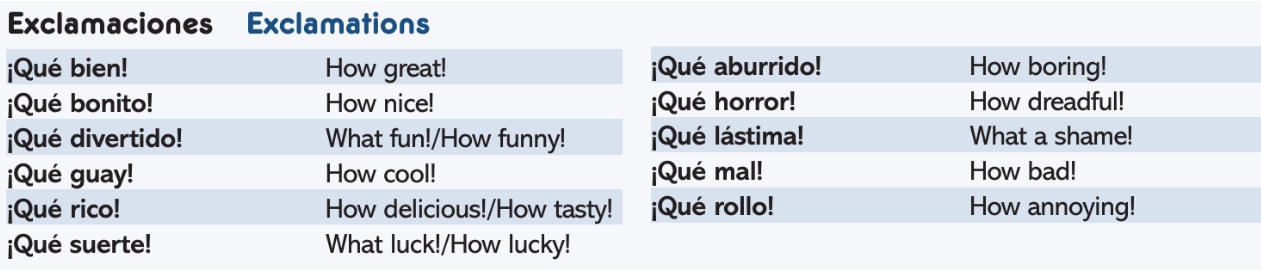 Exclamaciones Exclamations
¡Qué bien! How great!
¡Qué bonito! How nice!
¡Qué divertido! What fun!/How funny!
¡Qué guay! How cool!
¡Qué rico! How delicious!/How tasty!
¡Qué suerte! What luck!/How lucky!
¡Qué aburrido! How boring!
¡Qué horror! How dreadful!
¡Qué lástima! What a shame!
¡Qué mal! How bad!
¡Qué rollo! How annoying!